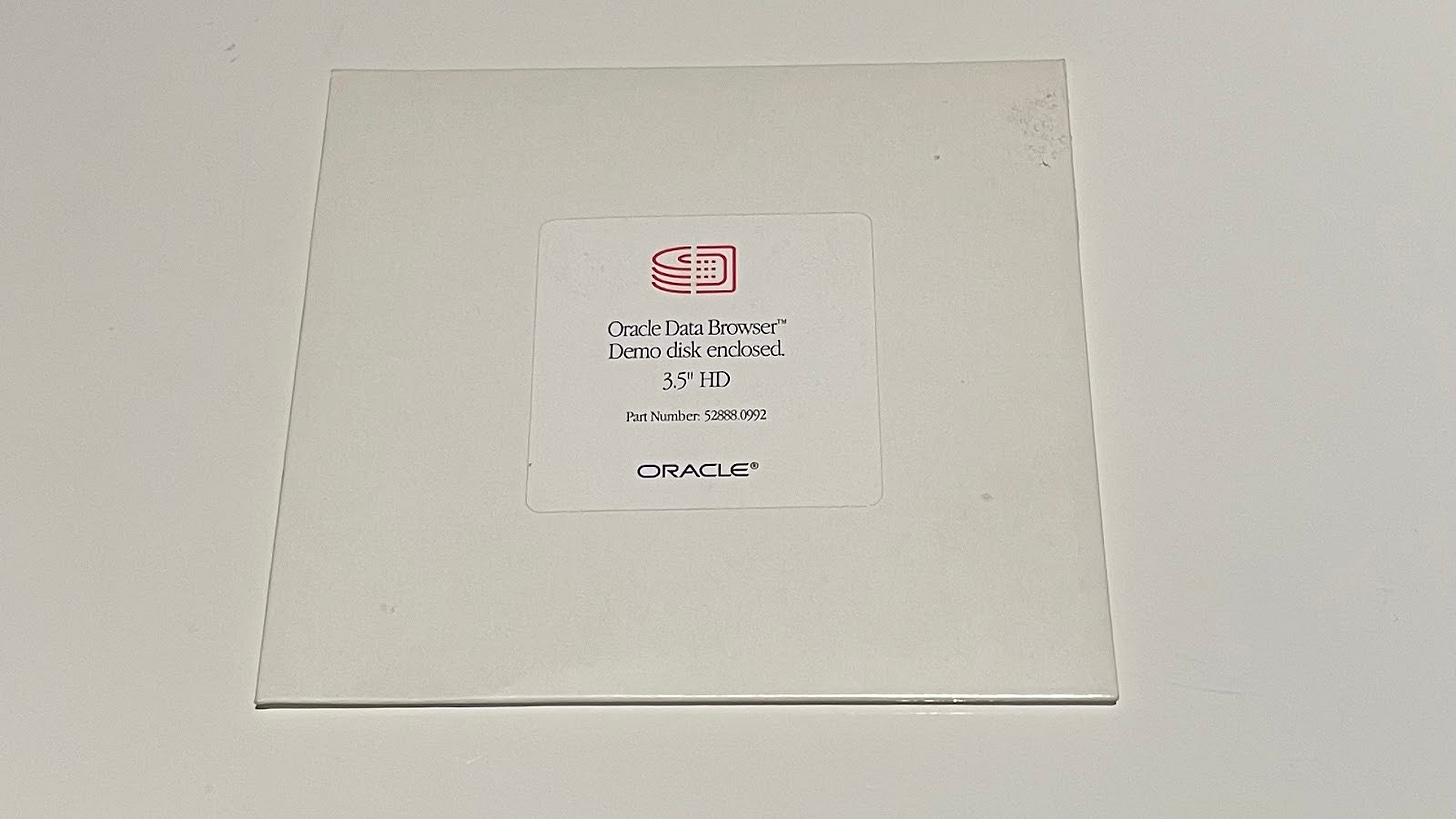 Oracle Data Browser™
Demo disk enclosed.
3.5" HD
Part Number: 52888.0992
ORACLE®